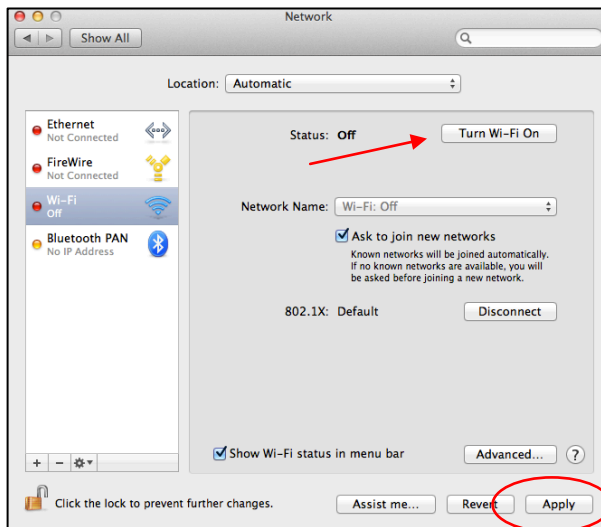 Network
Show All
Location: Automatic
Ethernet
Not Connected
FireWire
Not Connected
Wi-Fi
Off
Bluetooth PAN
No IP Address
Status: Off
Turn Wi-Fi On
Network Name: Wi-Fi: Off
Ask to join new networks
Known networks will be joined automatically.
If no known networks are available, you will
be asked before joining a new network.
802.1X: Default
Disconnect
Show Wi-Fi status in menu bar
Advanced...
?
+ −
Click the lock to prevent further changes.
Assist me...
Revert
Apply